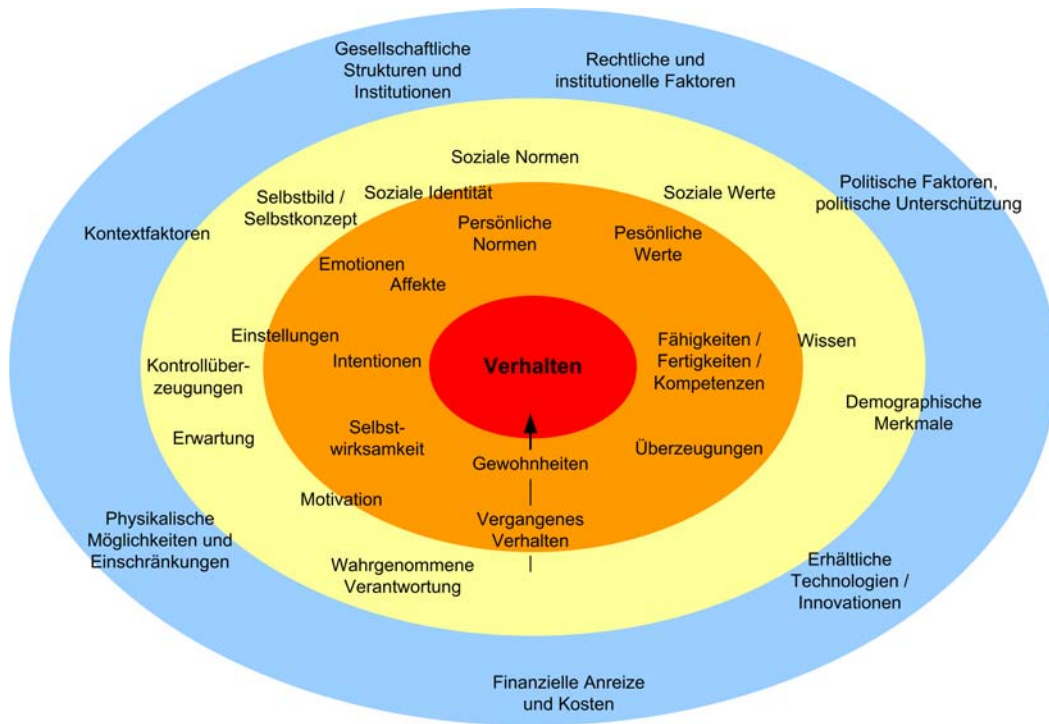 Gesellschaftliche
Strukturen und
Institutionen
Rechtliche und
institutionelle Faktoren
Soziale Normen
Selbstbild /
Selbstkonzept
Soziale Identität
Soziale Werte
Politische Faktoren,
politische Unterschützung
Kontextfaktoren
Persönliche
Normen
Pesönliche
Werte
Emotionen
Affekte
Einstellungen
Intentionen
Verhalten
Fähigkeiten /
Fertigkeiten /
Kompetenzen
Wissen
Kontrollüber-
zeugungen
Erwartung
Demographische
Merkmale
Selbst-
wirksamkeit
Gewohnheiten
Überzeugungen
Motivation
Vergangenes
Verhalten
Physikalische
Möglichkeiten und
Einschränkungen
Wahrgenommene
Verantwortung
Erhältliche
Technologien /
Innovationen
Finanzielle Anreize
und Kosten